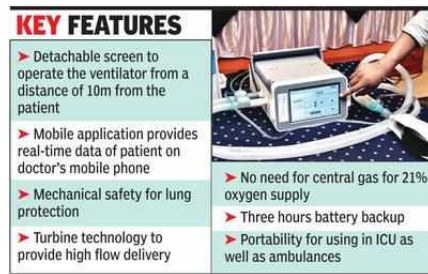 KEY FEATURES
➤ Detachable screen to
operate the ventilator from a
distance of 10m from the
patient
➤ Mobile application provides
real-time data of patient on
doctor's mobile phone
➤ Mechanical safety for lung
protection
➤ Turbine technology to
provide high flow delivery
➤ No need for central gas for 21%
oxygen supply
➤ Three hours battery backup
➤ Portability for using in ICU as
well as ambulances